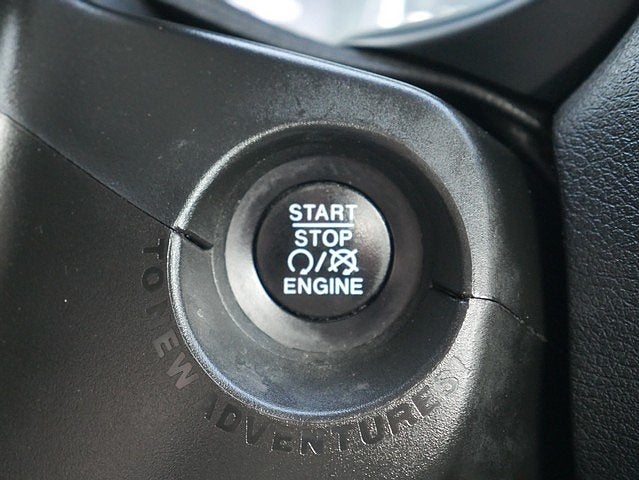 START
STOP
/
ENGINE
TO NEW ADVENTURES!